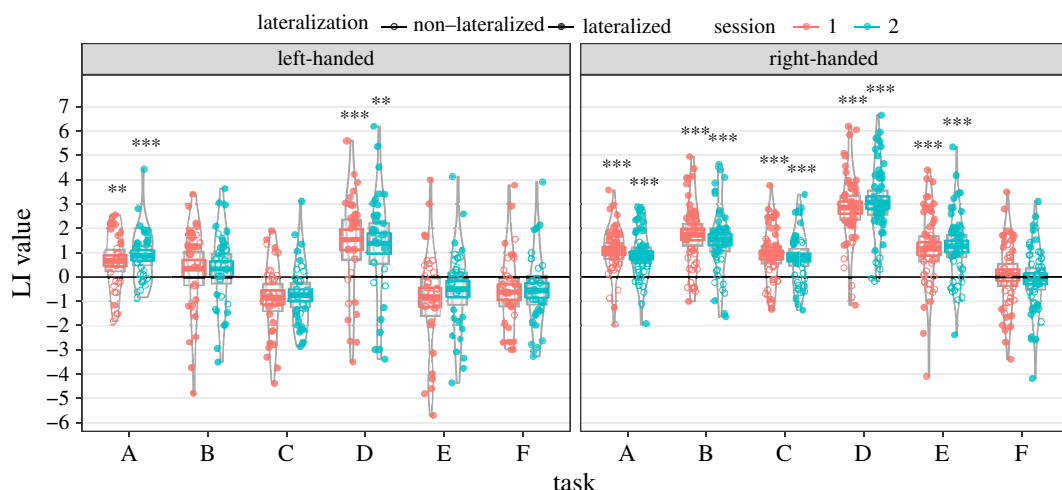 lateralization non–lateralized lateralized session 1 2
left-handed right-handed
LI value
7
6
5
4
3
2
1
0
−1
−2
−3
−4
−5
−6
** *** *** **
*** *** *** *** *** *** *** *** *** ***
A B C D E F A B C D E F
task